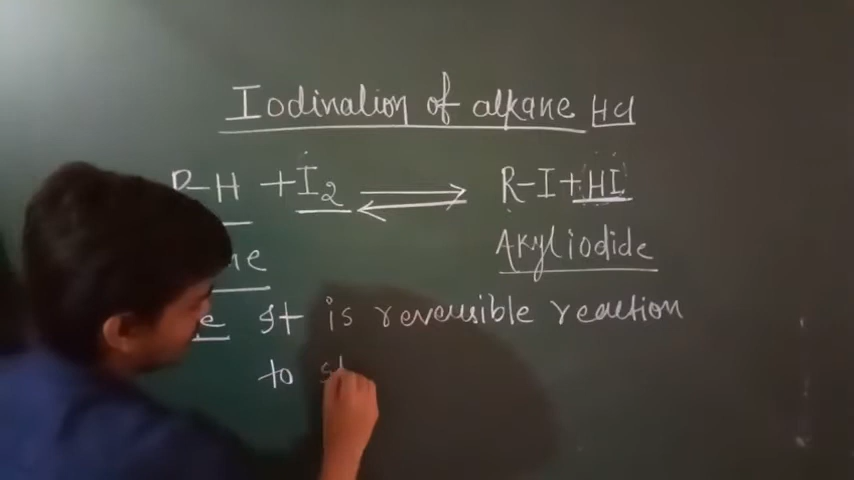 Iodination of alkane HCl
R-H + I2 ⇌ R-I + HI
Akyl iodide
It is reversible reaction
to